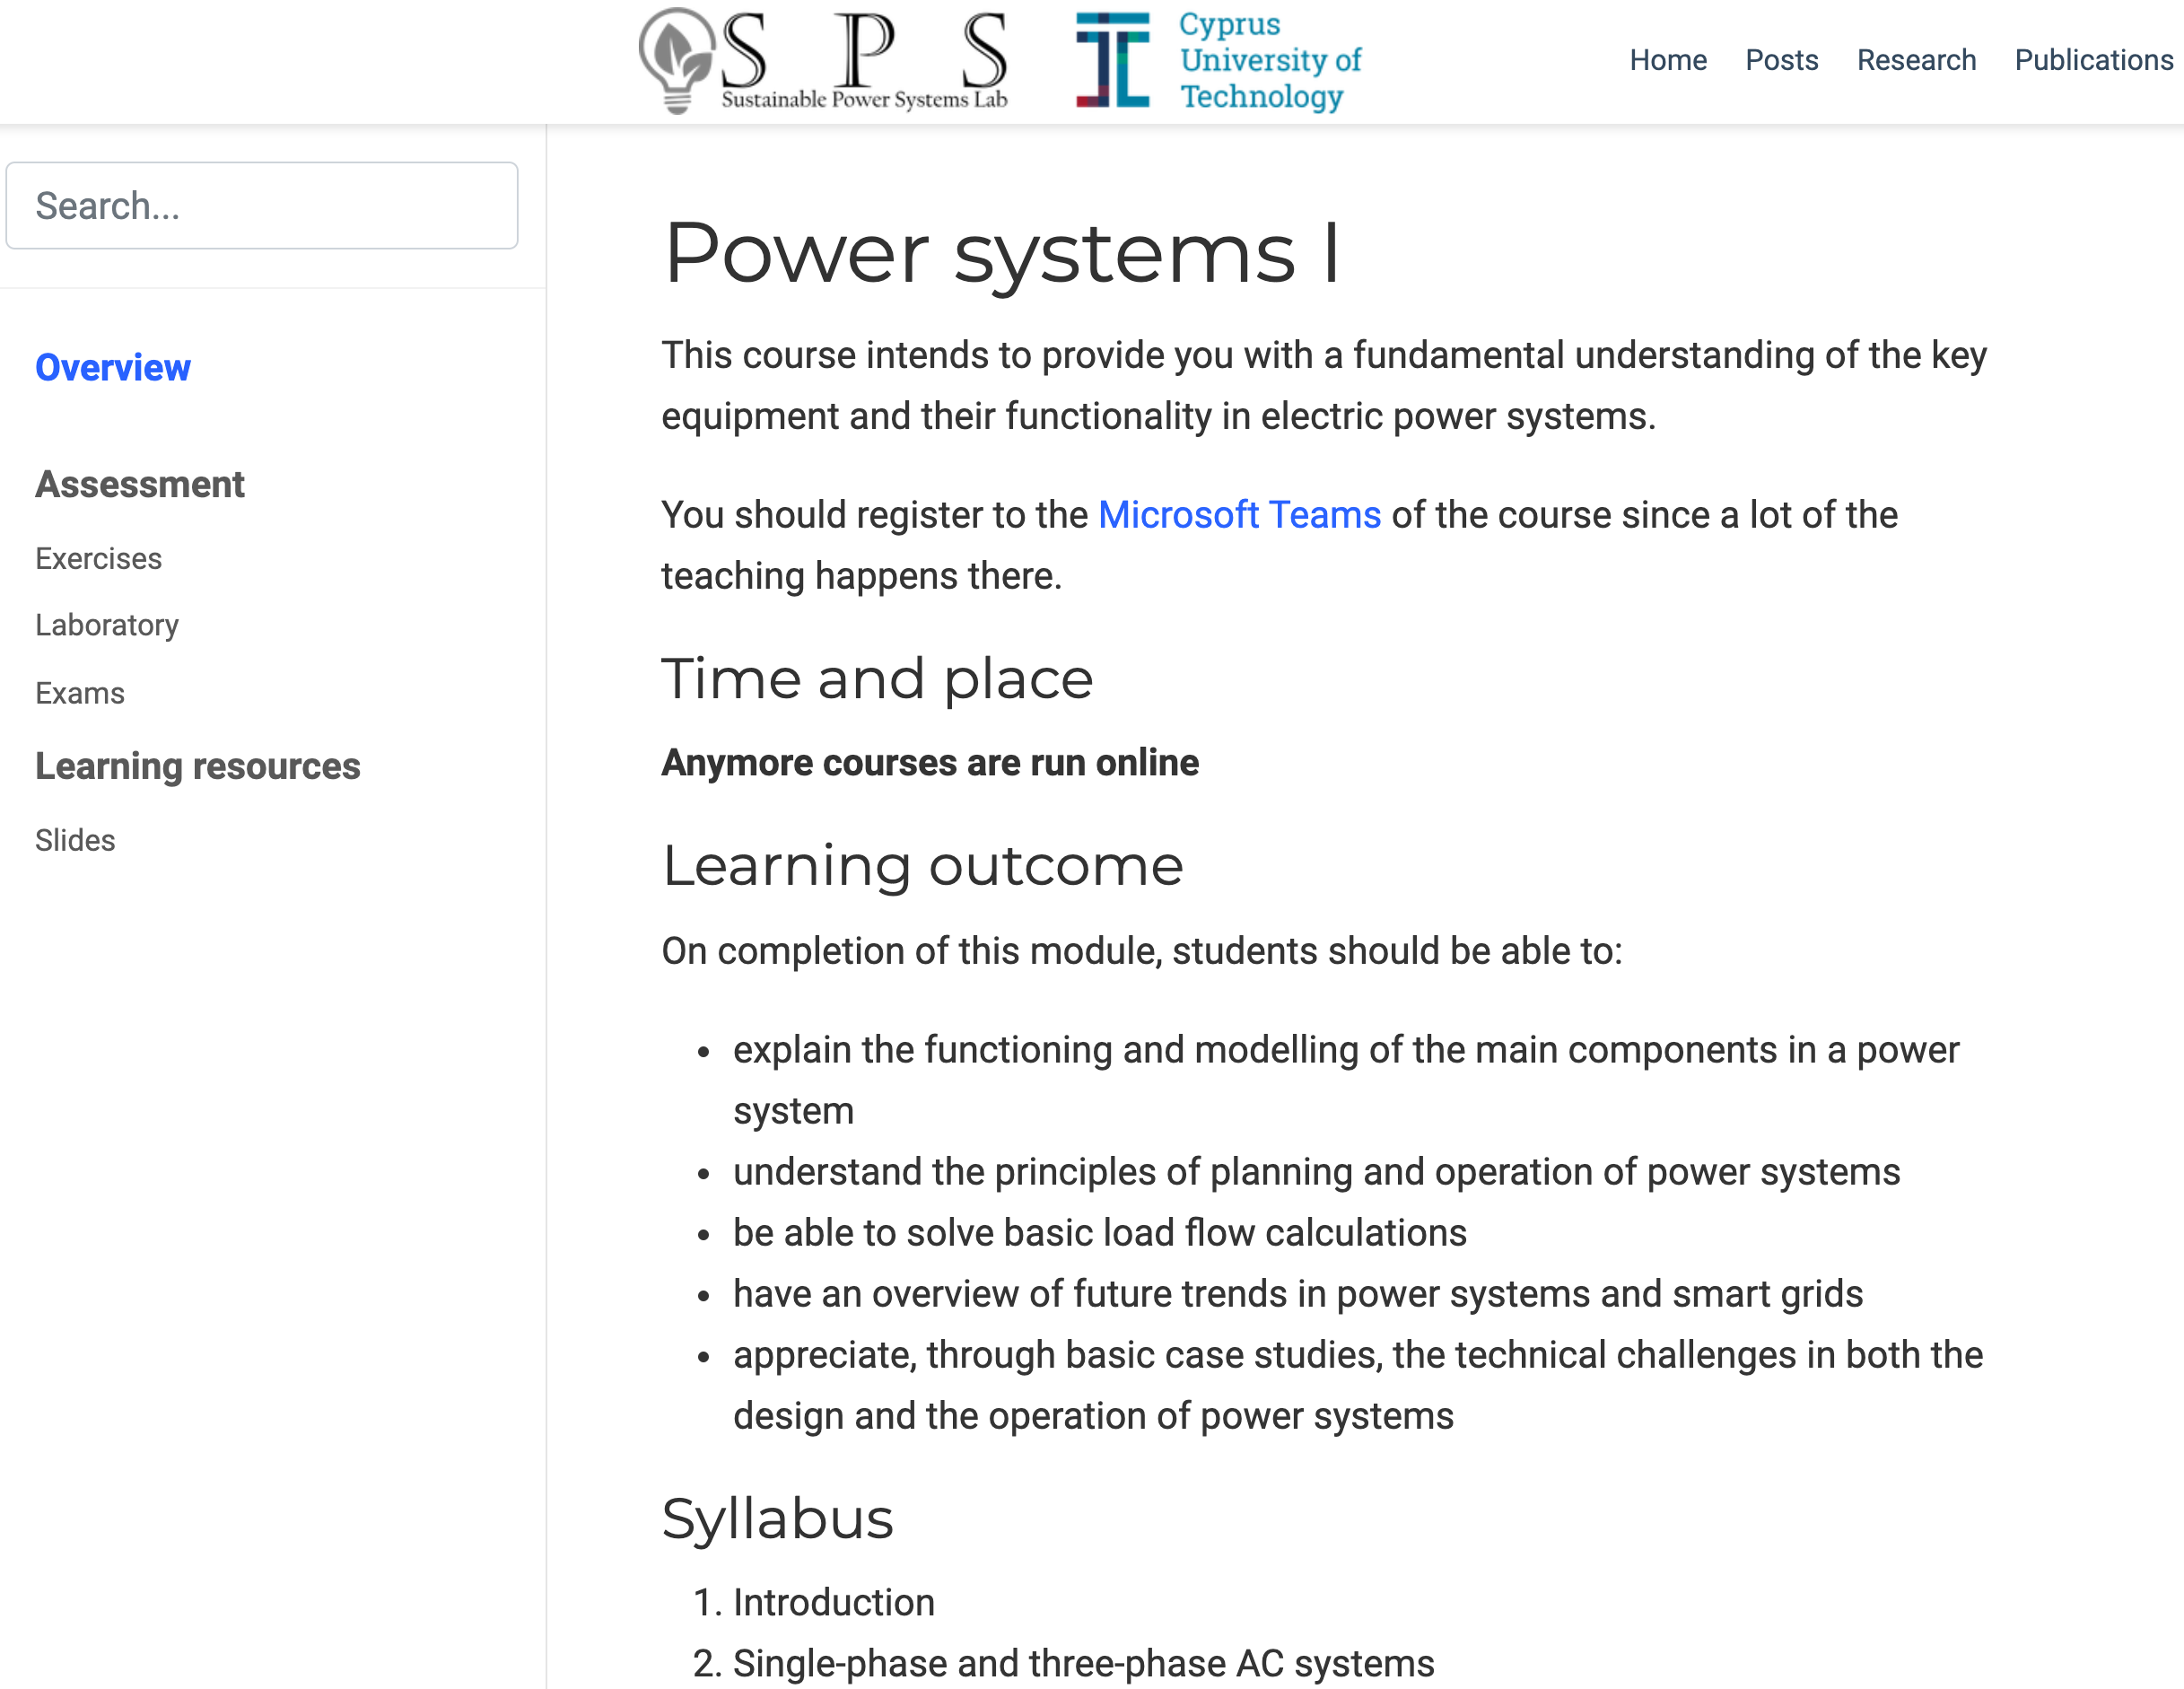 S P S
Sustainable Power Systems Lab
Cyprus
University of
Technology
Home Posts Research Publications
Search...
Overview
Assessment
Exercises
Laboratory
Exams
Learning resources
Slides
Power systems I
This course intends to provide you with a fundamental understanding of the key
equipment and their functionality in electric power systems.
You should register to the Microsoft Teams of the course since a lot of the
teaching happens there.
Time and place
Anymore courses are run online
Learning outcome
On completion of this module, students should be able to:
• explain the functioning and modelling of the main components in a power
system
• understand the principles of planning and operation of power systems
• be able to solve basic load flow calculations
• have an overview of future trends in power systems and smart grids
• appreciate, through basic case studies, the technical challenges in both the
design and the operation of power systems
Syllabus
1. Introduction
2. Single-phase and three-phase AC systems